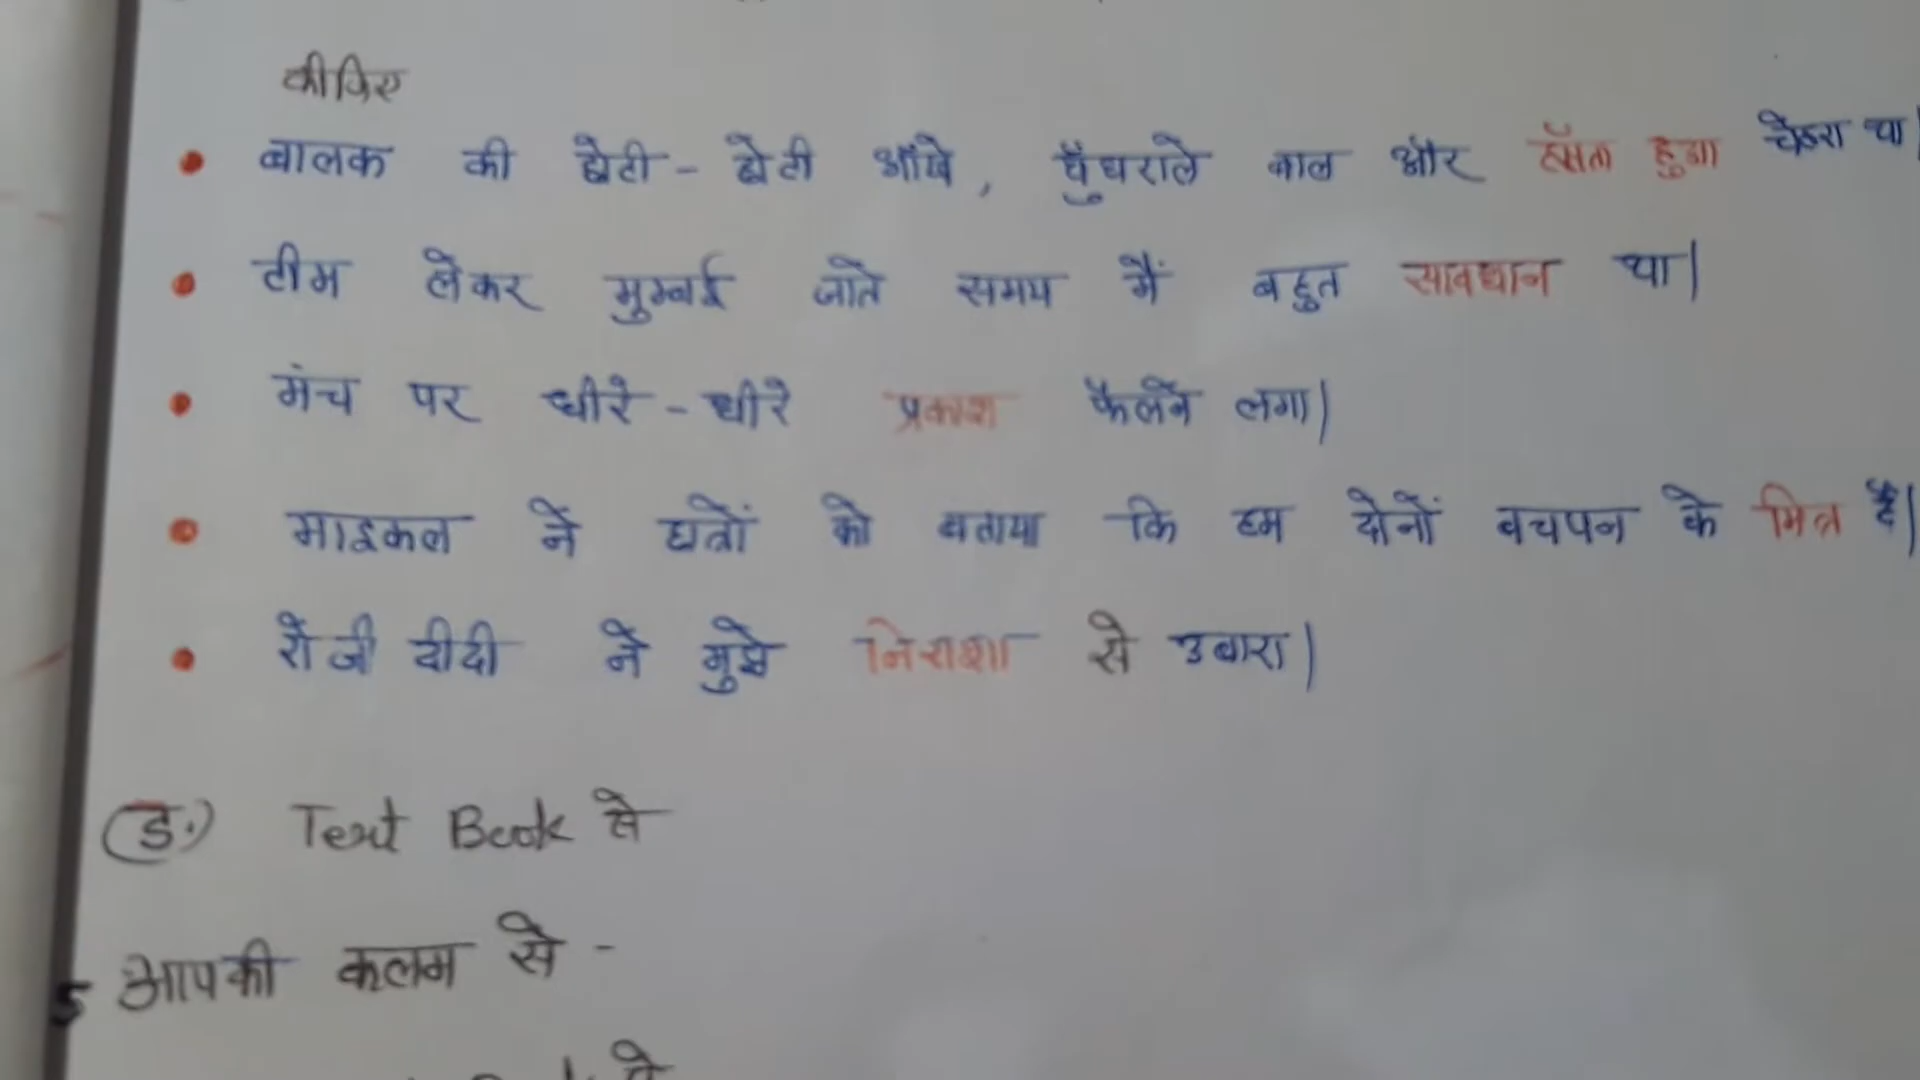 कीजिए
• बालक की छोटी - छोटी आँखे, घुँघराले बाल और हँसता हुआ चेहरा था।
• टीम लेकर मुम्बई जाते समय मैं बहुत सावधान था।
• मंच पर धीरे - धीरे प्रकाश फैलने लगा।
• माइकल ने छात्रों को बताया कि हम दोनों बचपन के मित्र है।
• रोजी दीदी ने मुझे निराशा से उबारा।
(ड.) Text Book से
आपकी कलम से -